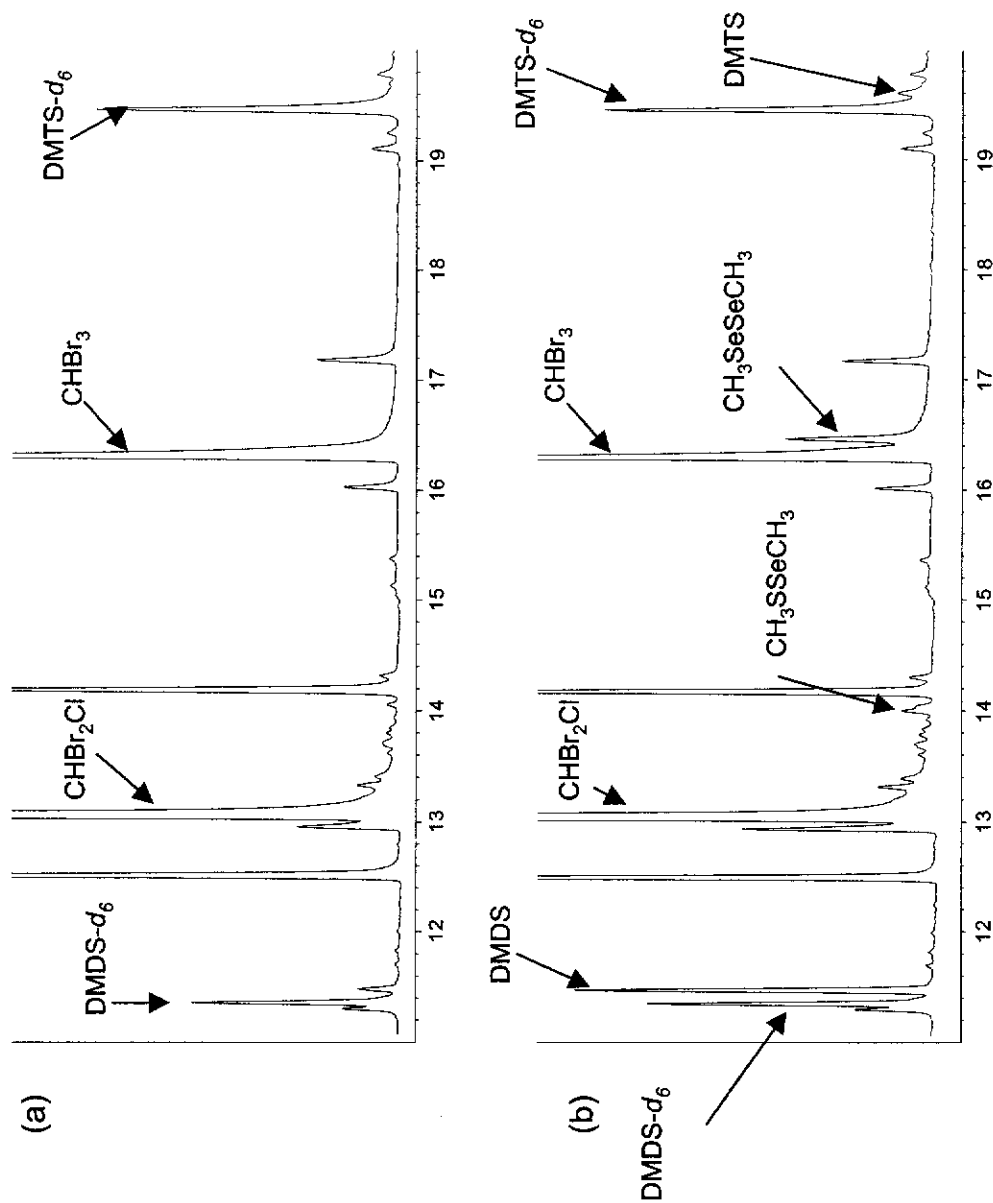 (a)
DMDS-d6
CHBr2Cl
CHBr3
DMTS-d6
12 13 14 15 16 17 18 19
(b)
DMDS-d6
DMDS
CHBr2Cl
CH3SSeCH3
CHBr3
CH3SeSeCH3
DMTS-d6
DMTS
12 13 14 15 16 17 18 19